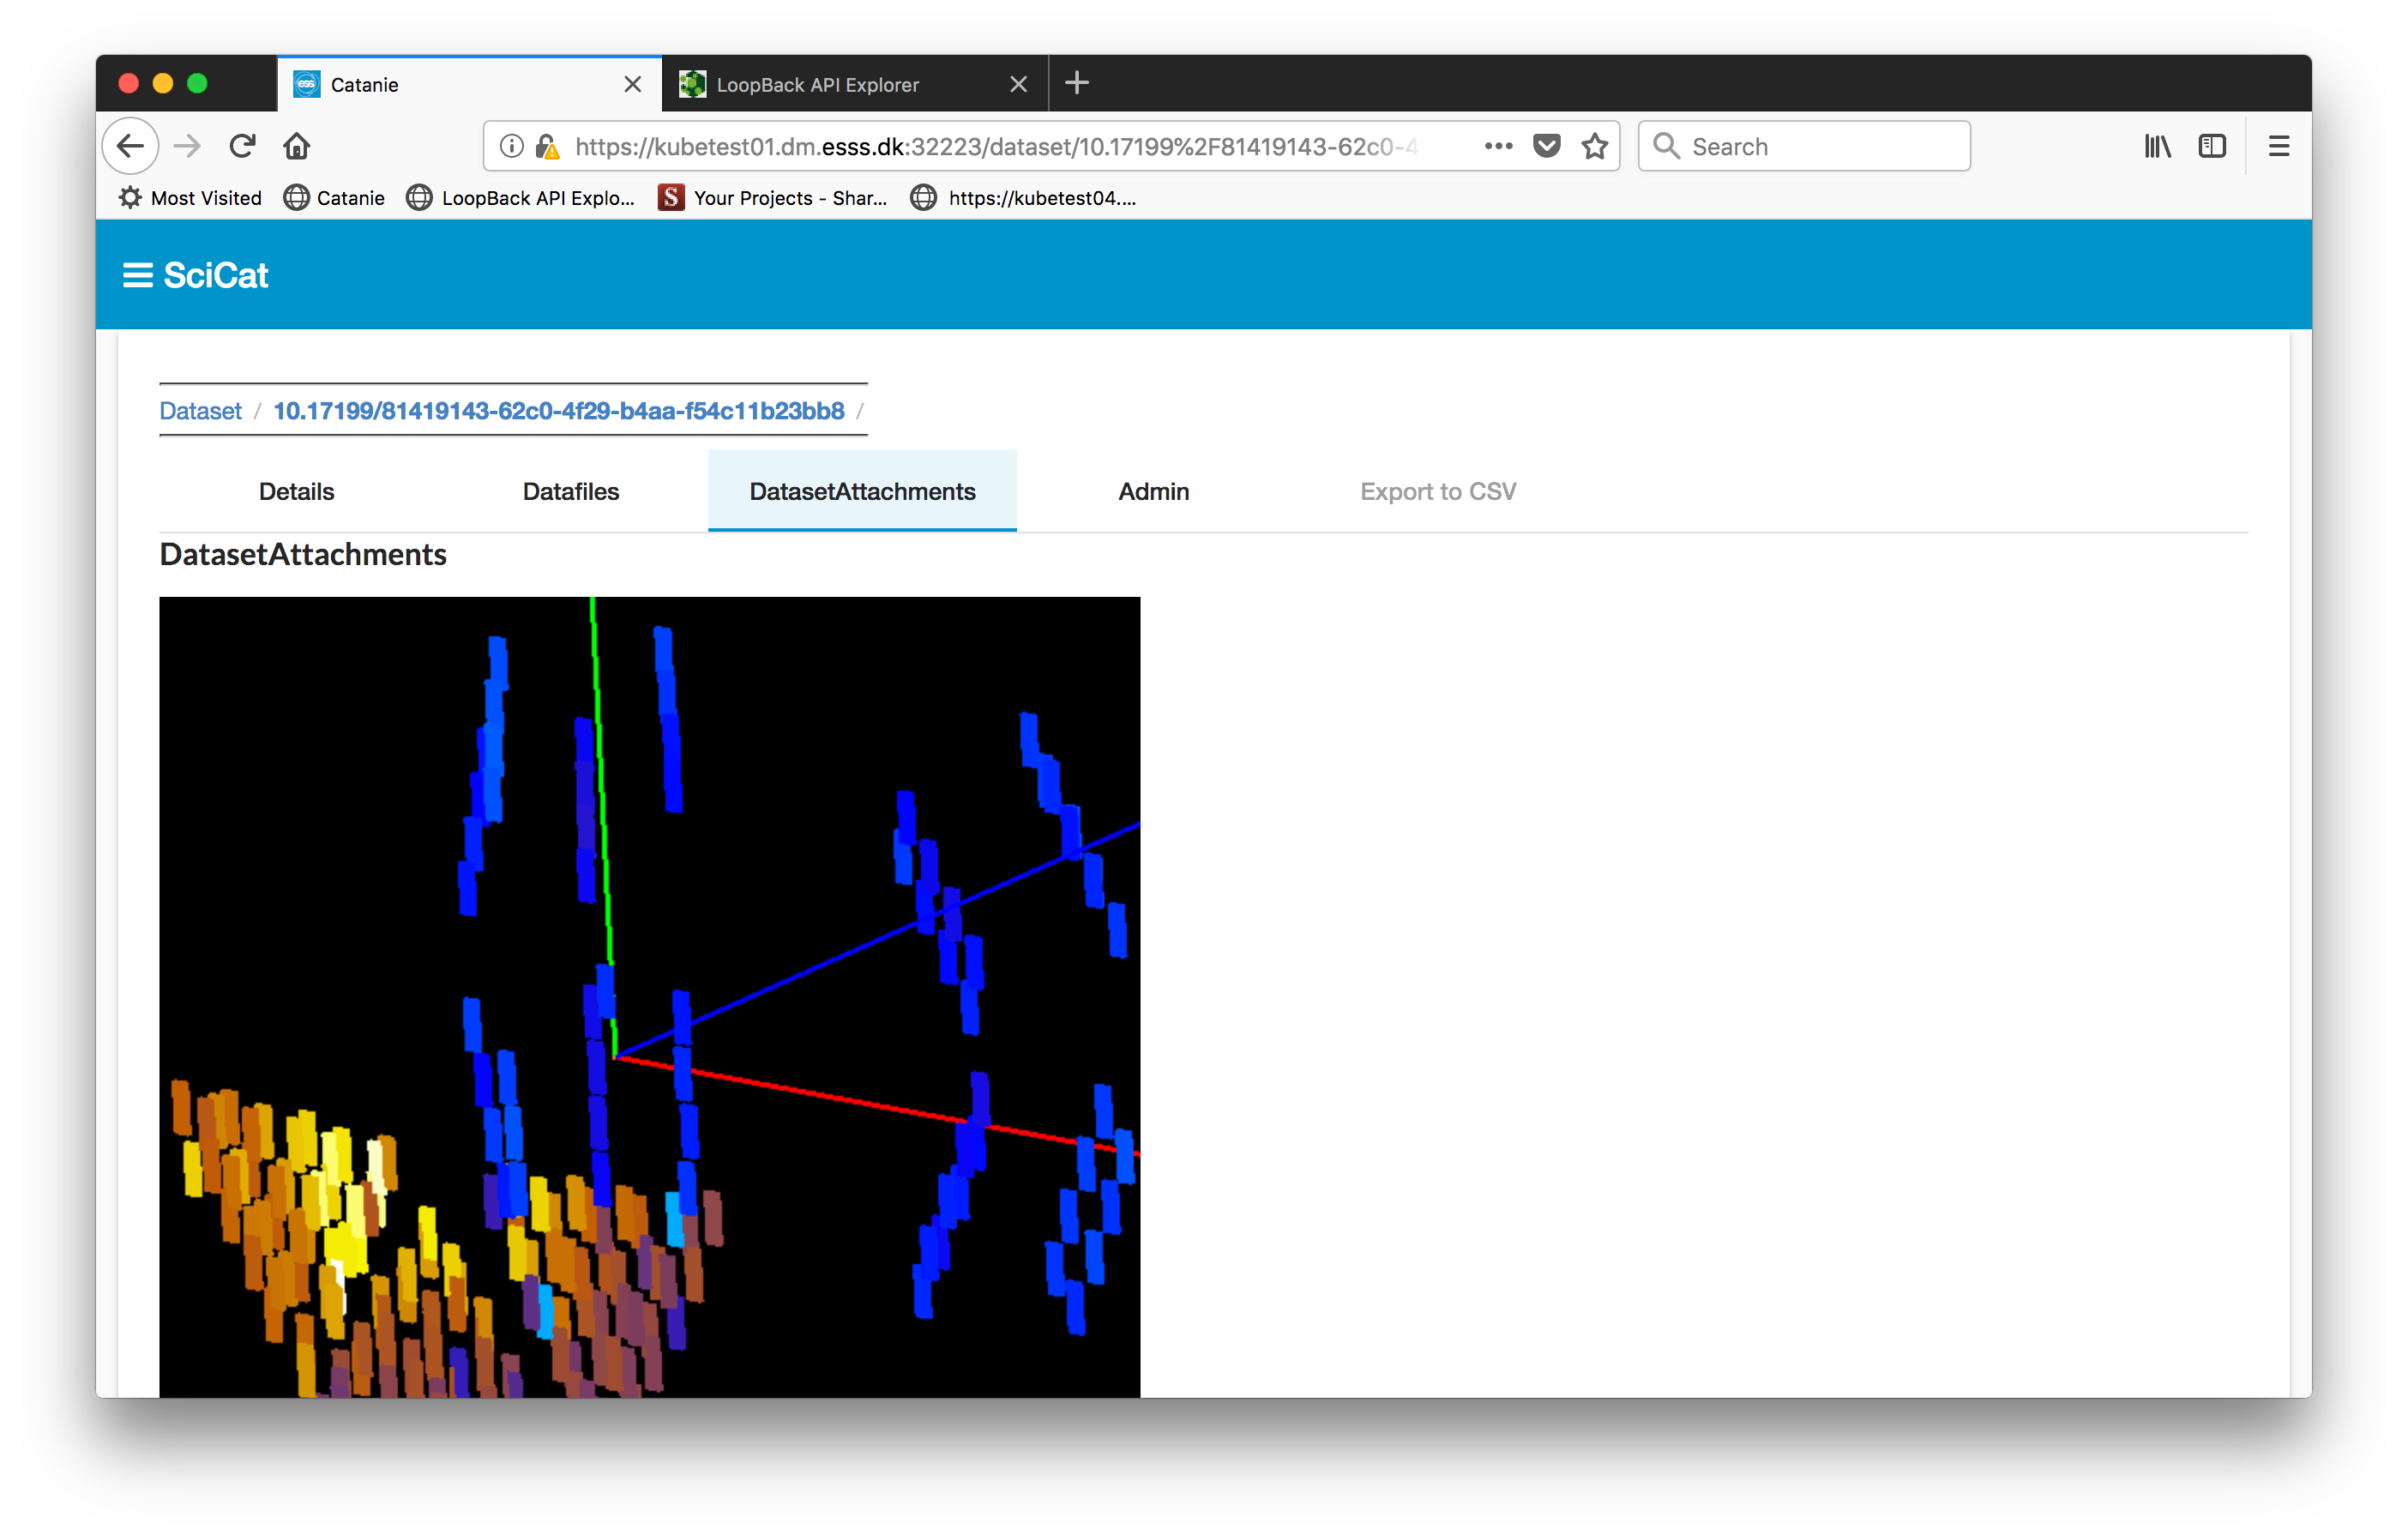 Catanie
LoopBack API Explorer
https://kubetest01.dm.esss.dk:32223/dataset/10.17199%2F81419143-62c0-4
Search
Most Visited
Catanie
LoopBack API Explo...
S
Your Projects - Shar...
https://kubetest04....
SciCat
Dataset / 10.17199/81419143-62c0-4f29-b4aa-f54c11b23bb8 /
Details
Datafiles
DatasetAttachments
Admin
Export to CSV
DatasetAttachments